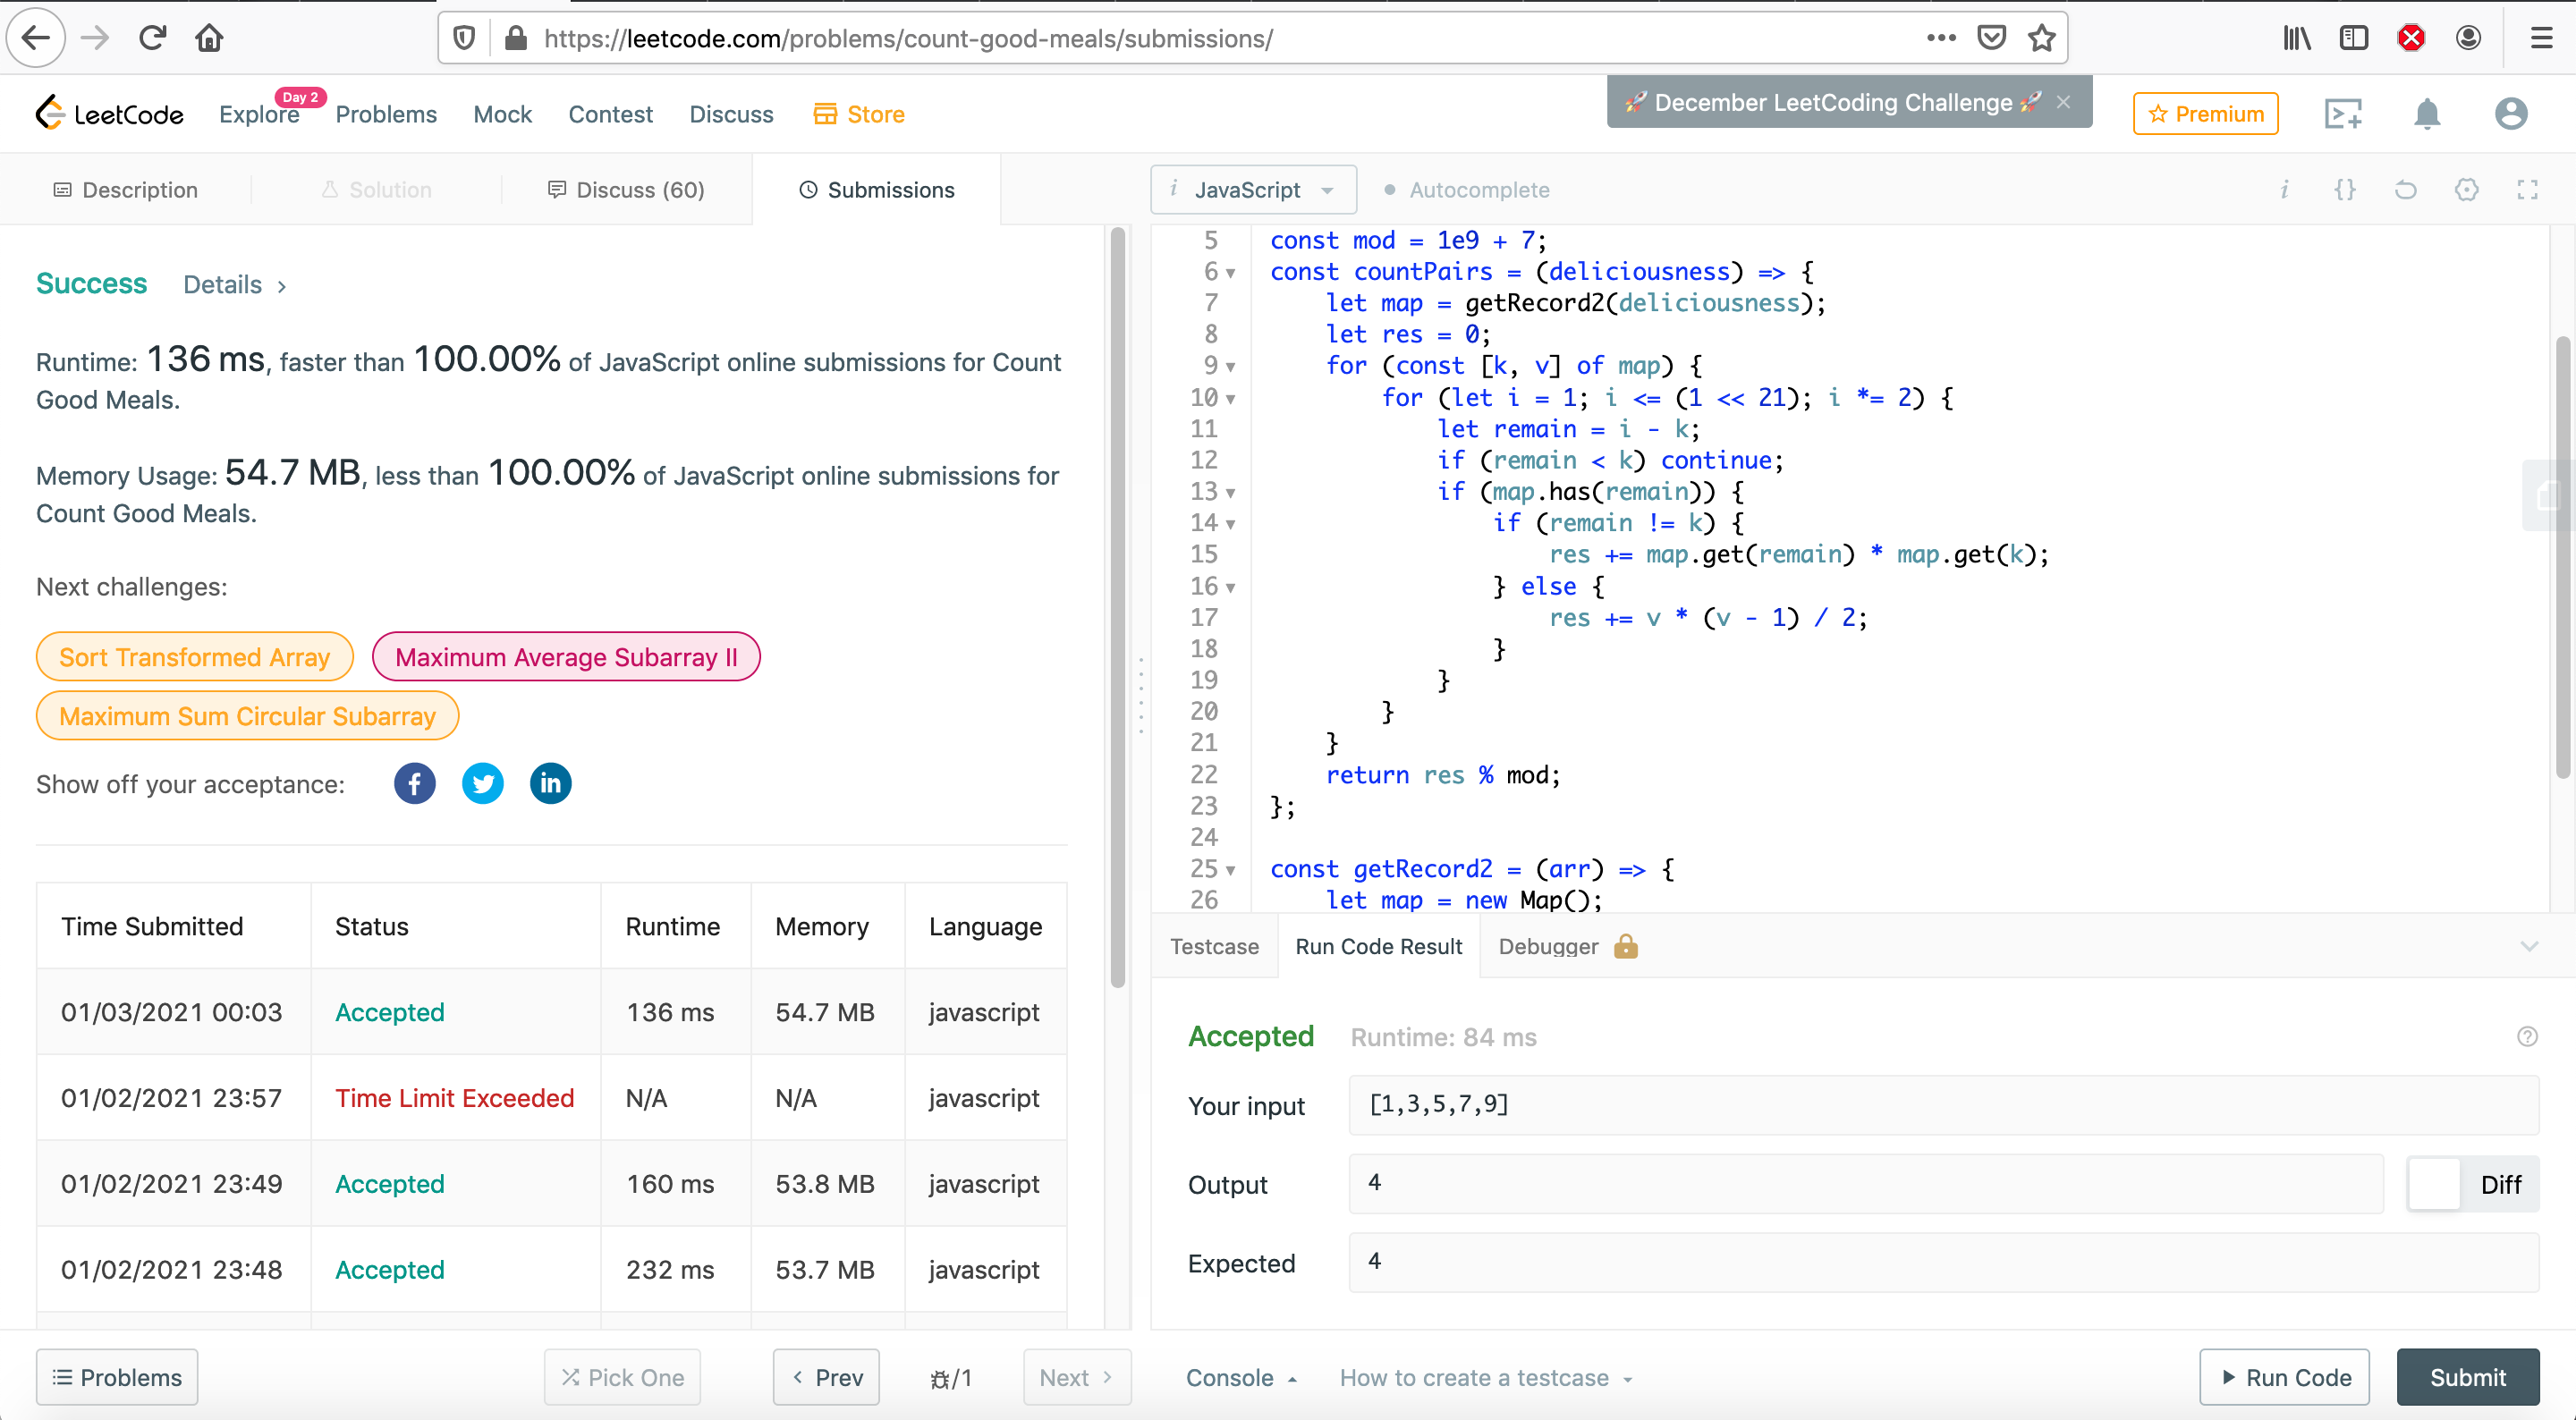 https://leetcode.com/problems/count-good-meals/submissions/
LeetCode
Explore
Day 2
Problems
Mock
Contest
Discuss
Store
🚀 December LeetCoding Challenge 🚀 ×
Premium
Description
Solution
Discuss (60)
Submissions
Success Details >
Runtime: 136 ms, faster than 100.00% of JavaScript online submissions for Count
Good Meals.
Memory Usage: 54.7 MB, less than 100.00% of JavaScript online submissions for
Count Good Meals.
Next challenges:
Sort Transformed Array
Maximum Average Subarray II
Maximum Sum Circular Subarray
Show off your acceptance:
Time Submitted Status Runtime Memory Language
01/03/2021 00:03 Accepted 136 ms 54.7 MB javascript
01/02/2021 23:57 Time Limit Exceeded N/A N/A javascript
01/02/2021 23:49 Accepted 160 ms 53.8 MB javascript
01/02/2021 23:48 Accepted 232 ms 53.7 MB javascript
Problems
Pick One
< Prev
/1
Next >
i JavaScript
Autocomplete
5 const mod = 1e9 + 7;
6 const countPairs = (deliciousness) => {
7 let map = getRecord2(deliciousness);
8 let res = 0;
9 for (const [k, v] of map) {
10 for (let i = 1; i <= (1 << 21); i *= 2) {
11 let remain = i - k;
12 if (remain < k) continue;
13 if (map.has(remain)) {
14 if (remain != k) {
15 res += map.get(remain) * map.get(k);
16 } else {
17 res += v * (v - 1) / 2;
18 }
19 }
20 }
21 }
22 return res % mod;
23 };
24
25 const getRecord2 = (arr) => {
26 let map = new Map();
Testcase
Run Code Result
Debugger
Accepted Runtime: 84 ms
Your input [1,3,5,7,9]
Output 4
Diff
Expected 4
Console
How to create a testcase
Run Code
Submit